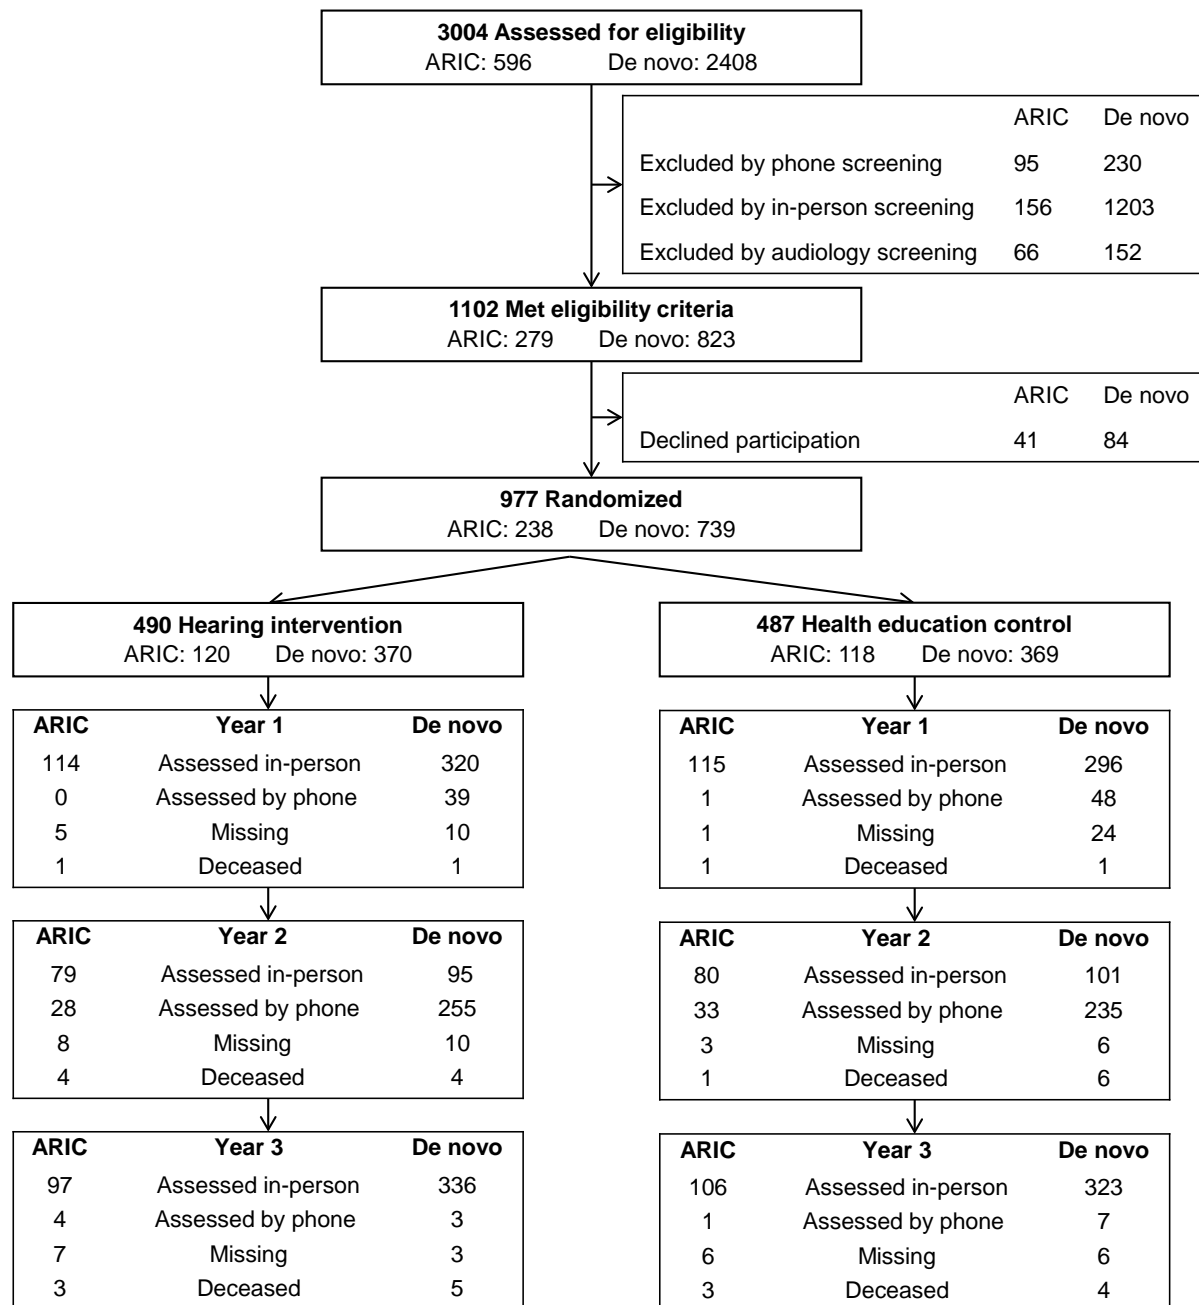 3004 Assessed for eligibility
ARIC: 596 De novo: 2408
ARIC De novo
Excluded by phone screening 95 230
Excluded by in-person screening 156 1203
Excluded by audiology screening 66 152
1102 Met eligibility criteria
ARIC: 279 De novo: 823
ARIC De novo
Declined participation 41 84
977 Randomized
ARIC: 238 De novo: 739
490 Hearing intervention
ARIC: 120 De novo: 370
487 Health education control
ARIC: 118 De novo: 369
ARIC Year 1 De novo
114 Assessed in-person 320
0 Assessed by phone 39
5 Missing 10
1 Deceased 1
ARIC Year 1 De novo
115 Assessed in-person 296
1 Assessed by phone 48
1 Missing 24
1 Deceased 1
ARIC Year 2 De novo
79 Assessed in-person 95
28 Assessed by phone 255
8 Missing 10
4 Deceased 4
ARIC Year 2 De novo
80 Assessed in-person 101
33 Assessed by phone 235
3 Missing 6
1 Deceased 6
ARIC Year 3 De novo
97 Assessed in-person 336
4 Assessed by phone 3
7 Missing 3
3 Deceased 5
ARIC Year 3 De novo
106 Assessed in-person 323
1 Assessed by phone 7
6 Missing 6
3 Deceased 4